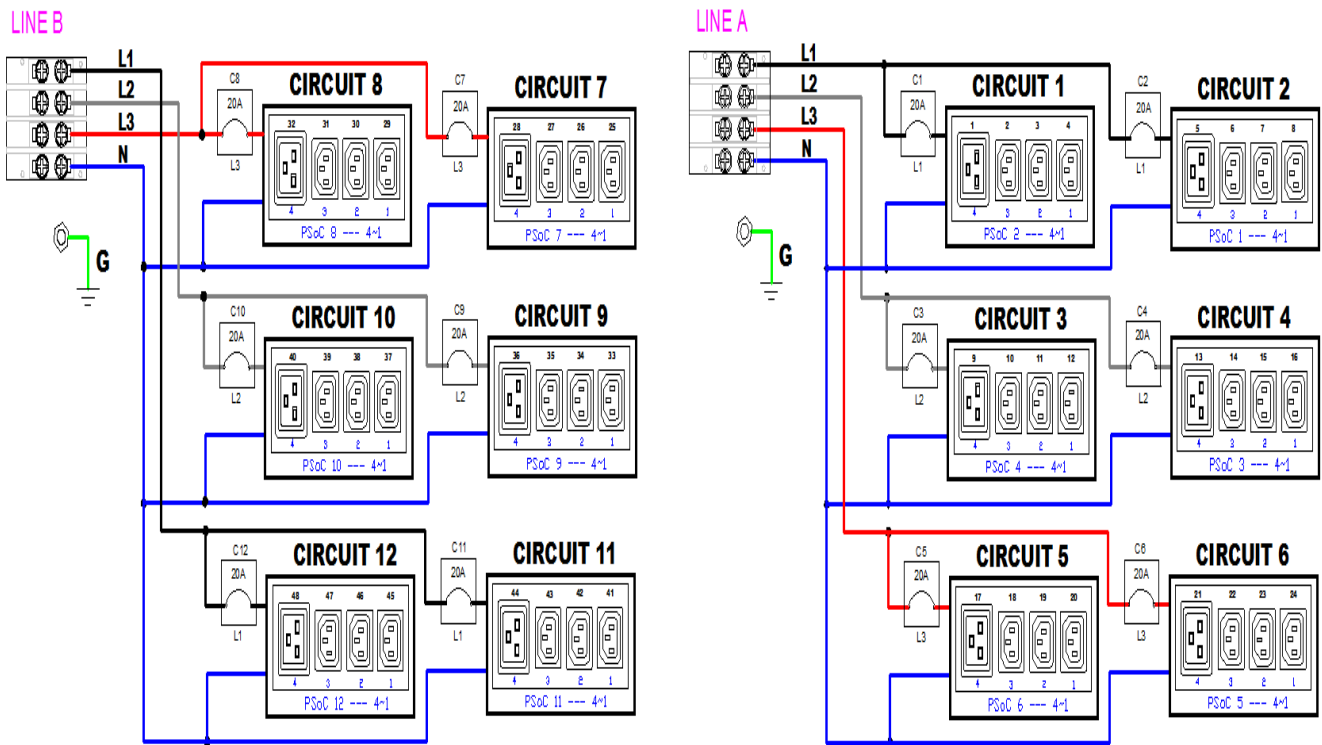 LINE B
L1
L2
L3
N
G
C8
20A
L3
CIRCUIT 8
32 31 30 29
4 3 2 1
PSoC 8 --- 4~1
C7
20A
L3
CIRCUIT 7
28 27 26 25
4 3 2 1
PSoC 7 --- 4~1
C10
20A
L2
CIRCUIT 10
40 39 38 37
4 3 2 1
PSoC 10 --- 4~1
C9
20A
L2
CIRCUIT 9
36 35 34 33
4 3 2 1
PSoC 9 --- 4~1
C12
20A
L1
CIRCUIT 12
48 47 46 45
4 3 2 1
PSoC 12 --- 4~1
C11
20A
L1
CIRCUIT 11
44 43 42 41
4 3 2 1
PSoC 11 --- 4~1
LINE A
L1
L2
L3
N
G
C1
20A
L1
CIRCUIT 1
1 2 3 4
4 3 2 1
PSoC 2 --- 4~1
C2
20A
L1
CIRCUIT 2
5 6 7 8
4 3 2 1
PSoC 1 --- 4~1
C3
20A
L2
CIRCUIT 3
9 10 11 12
4 3 2 1
PSoC 4 --- 4~1
C4
20A
L2
CIRCUIT 4
13 14 15 16
4 3 2 1
PSoC 3 --- 4~1
C5
20A
L3
CIRCUIT 5
17 18 19 20
4 3 2 1
PSoC 6 --- 4~1
C6
20A
L3
CIRCUIT 6
21 22 23 24
4 3 2 1
PSoC 5 --- 4~1